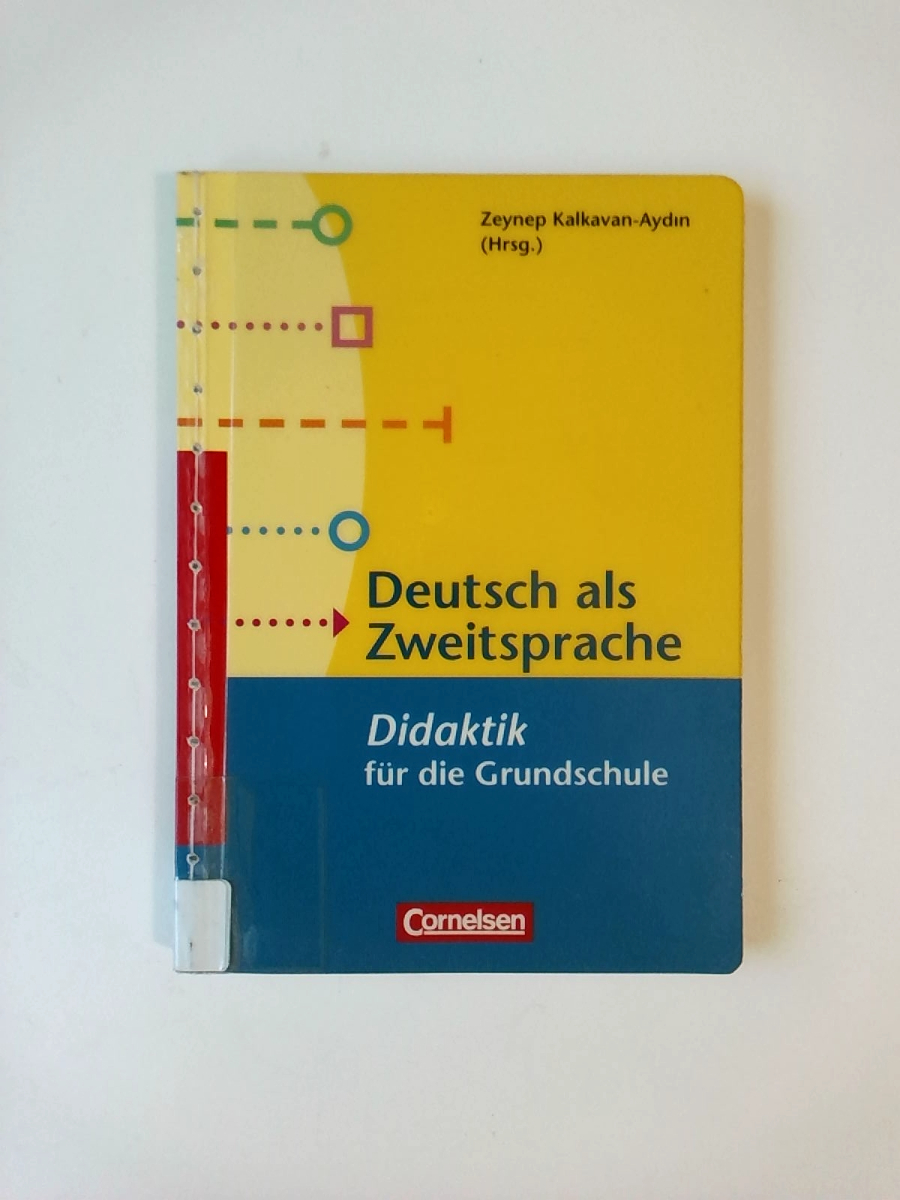 Zeynep Kalkavan-Aydın
(Hrsg.)
Deutsch als
Zweitsprache
Didaktik
für die Grundschule
Cornelsen